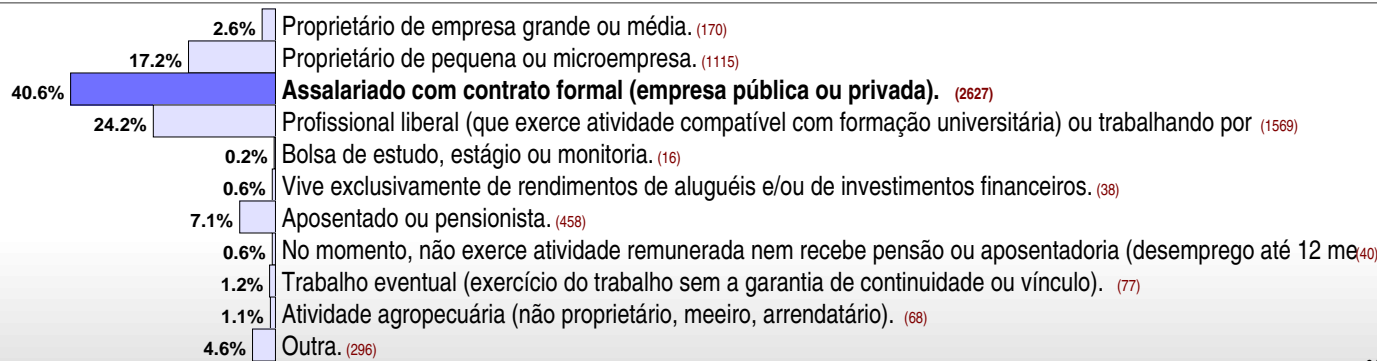 2.6% Proprietário de empresa grande ou média. (170)
17.2% Proprietário de pequena ou microempresa. (1115)
40.6% Assalariado com contrato formal (empresa pública ou privada). (2627)
24.2% Profissional liberal (que exerce atividade compatível com formação universitária) ou trabalhando por (1569)
0.2% Bolsa de estudo, estágio ou monitoria. (16)
0.6% Vive exclusivamente de rendimentos de aluguéis e/ou de investimentos financeiros. (38)
7.1% Aposentado ou pensionista. (458)
0.6% No momento, não exerce atividade remunerada nem recebe pensão ou aposentadoria (desemprego até 12 me (40)
1.2% Trabalho eventual (exercício do trabalho sem a garantia de continuidade ou vínculo). (77)
1.1% Atividade agropecuária (não proprietário, meeiro, arrendatário). (68)
4.6% Outra. (296)